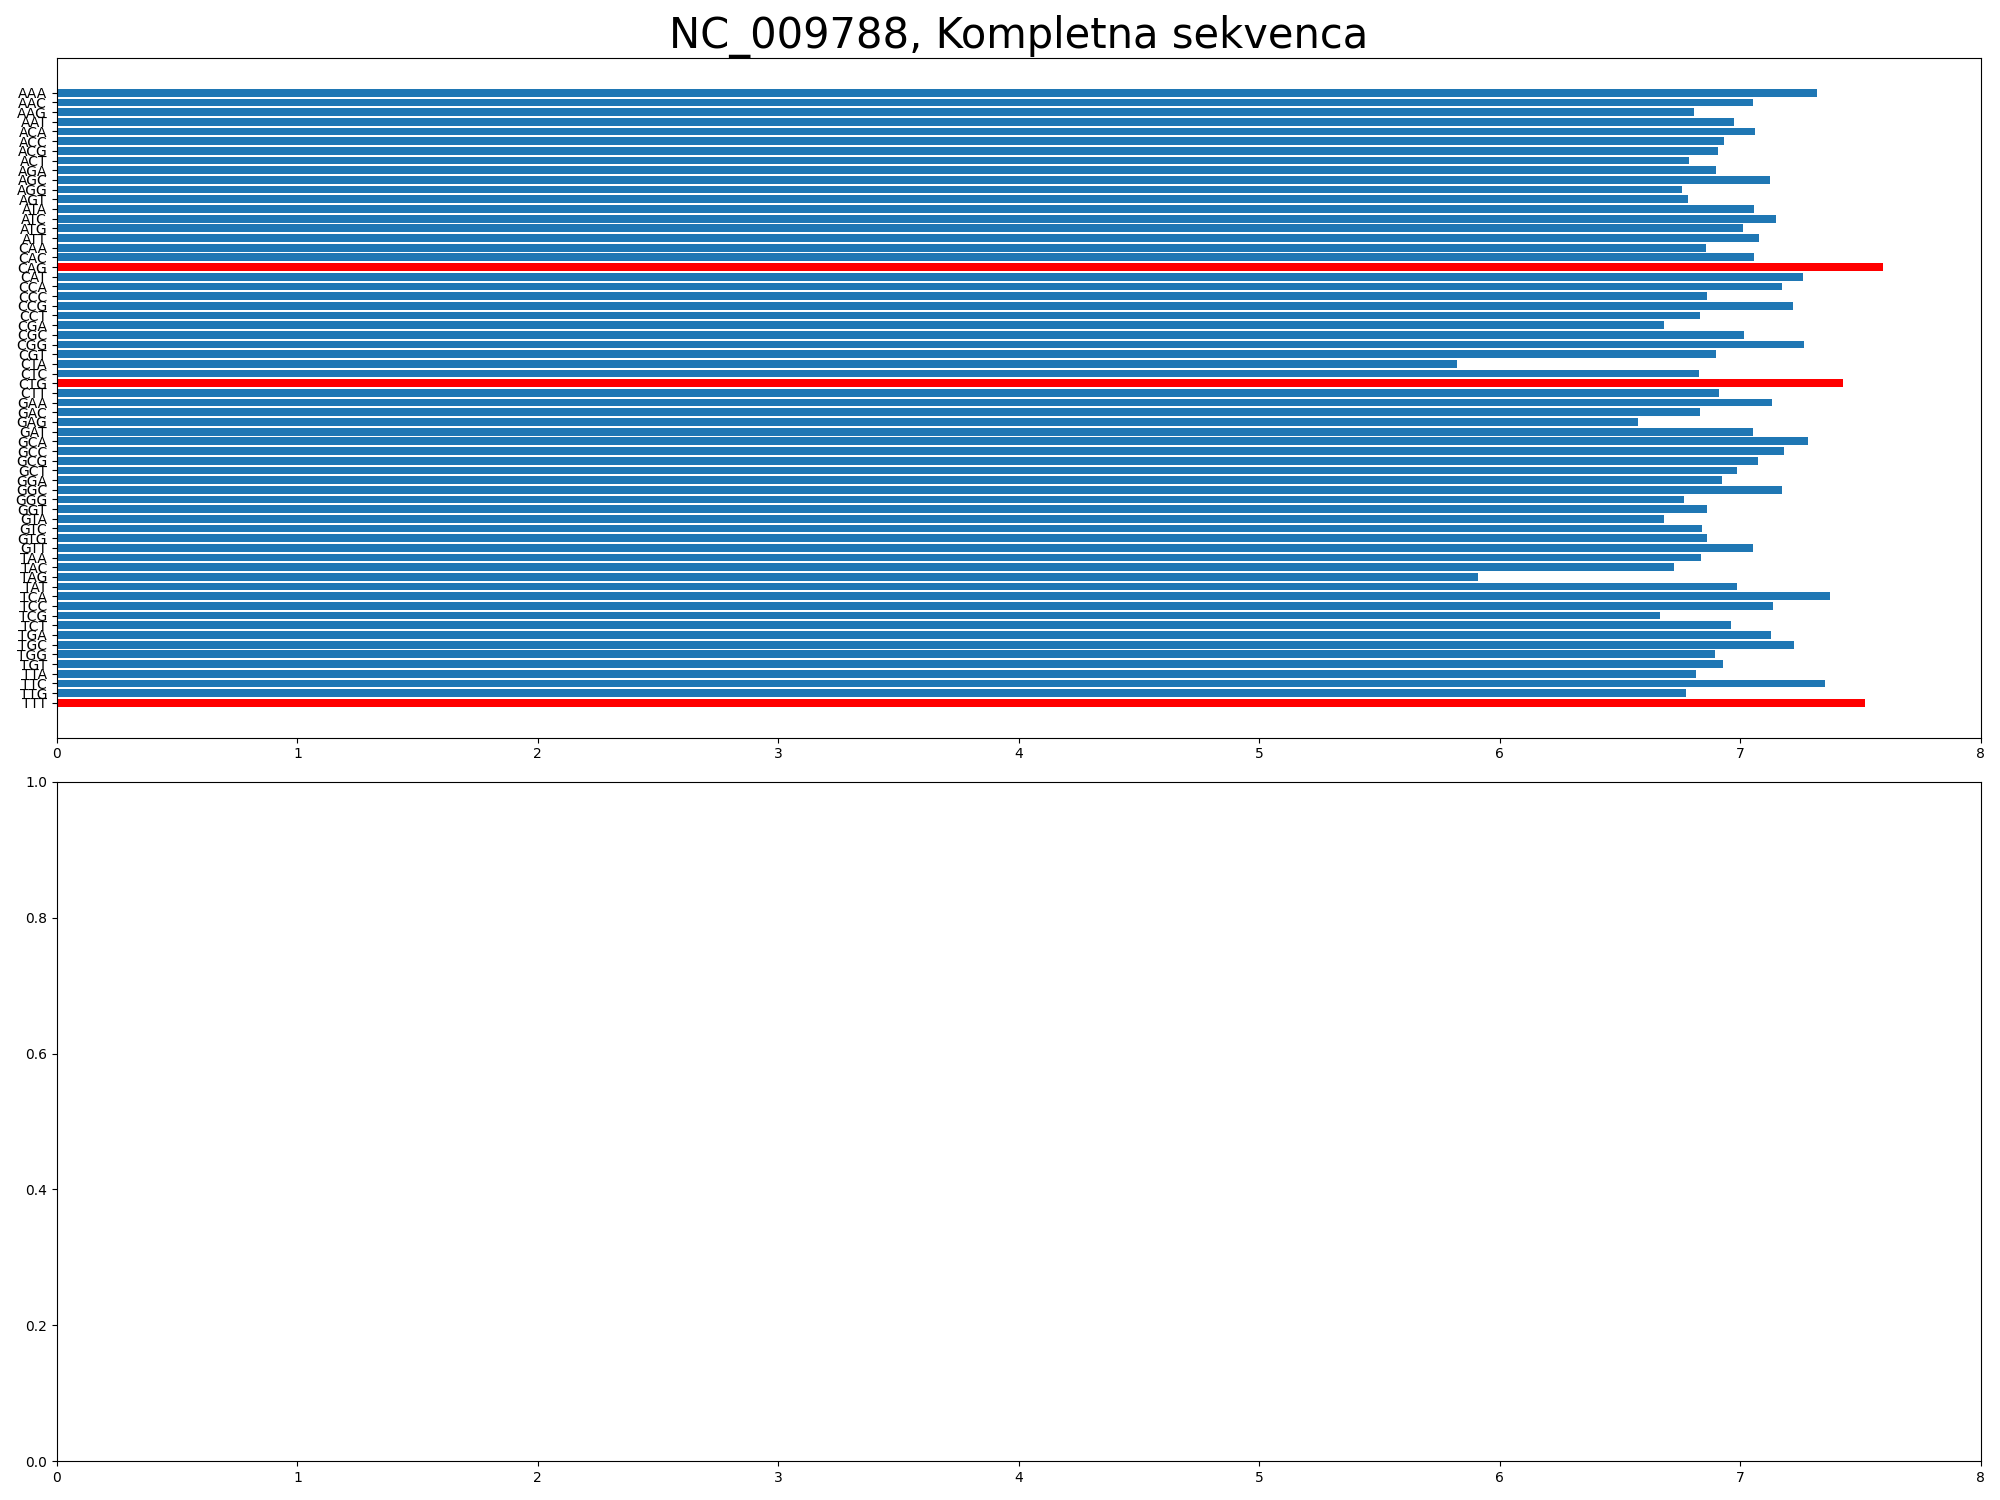 NC_009788, Kompletna sekvenca
AAA
AAC
AAG
AAT
ACA
ACC
ACG
ACT
AGA
AGC
AGG
AGT
ATA
ATC
ATG
ATT
CAA
CAC
CAG
CAT
CCA
CCC
CCG
CCT
CGA
CGC
CGG
CGT
CTA
CTC
CTG
CTT
GAA
GAC
GAG
GAT
GCA
GCC
GCG
GCT
GGA
GGC
GGG
GGT
GTA
GTC
GTG
GTT
TAA
TAC
TAG
TAT
TCA
TCC
TCG
TCT
TGA
TGC
TGG
TGT
TTA
TTC
TTG
TTT
0 1 2 3 4 5 6 7 8
1.0
0.8
0.6
0.4
0.2
0.0
0 1 2 3 4 5 6 7 8